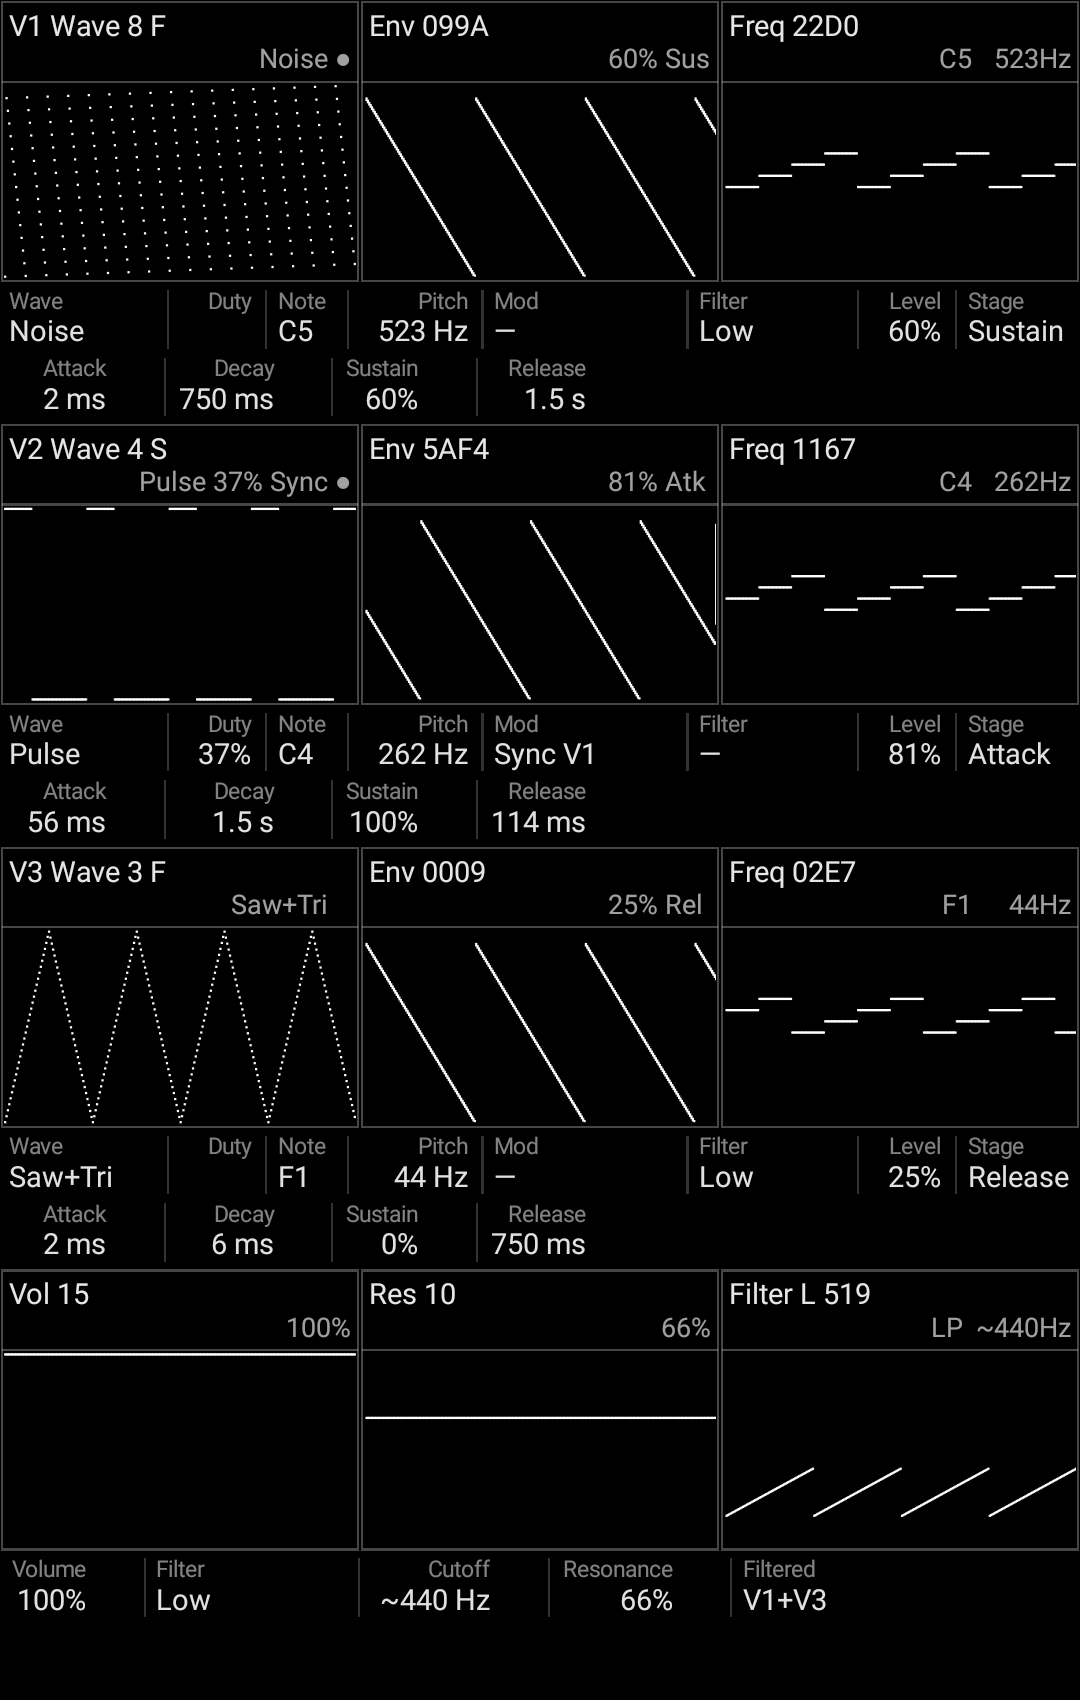 V1 Wave 8 F
Noise ●
Env 099A
60% Sus
Freq 22D0
C5 523Hz
Wave Duty Note Pitch Mod Filter Level Stage
Noise C5 523 Hz — Low 60% Sustain
Attack Decay Sustain Release
2 ms 750 ms 60% 1.5 s
V2 Wave 4 S
Pulse 37% Sync ●
Env 5AF4
81% Atk
Freq 1167
C4 262Hz
Wave Duty Note Pitch Mod Filter Level Stage
Pulse 37% C4 262 Hz Sync V1 — 81% Attack
Attack Decay Sustain Release
56 ms 1.5 s 100% 114 ms
V3 Wave 3 F
Saw+Tri
Env 0009
25% Rel
Freq 02E7
F1 44Hz
Wave Duty Note Pitch Mod Filter Level Stage
Saw+Tri F1 44 Hz — Low 25% Release
Attack Decay Sustain Release
2 ms 6 ms 0% 750 ms
Vol 15
100%
Res 10
66%
Filter L 519
LP ~440Hz
Volume Filter Cutoff Resonance Filtered
100% Low ~440 Hz 66% V1+V3